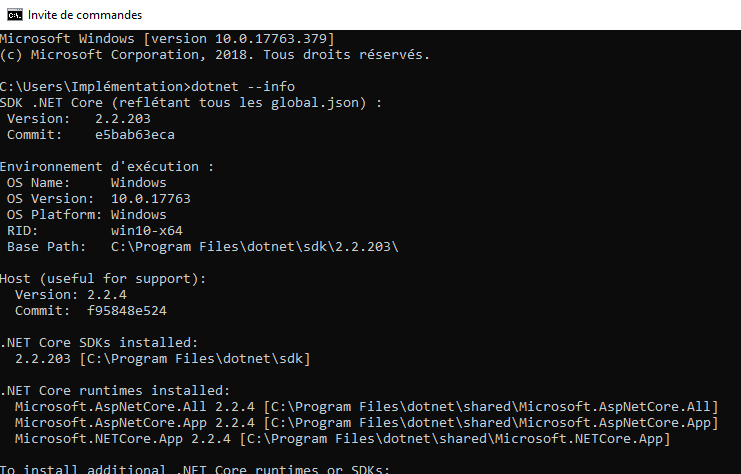 Invite de commandes
Microsoft Windows [version 10.0.17763.379]
(c) Microsoft Corporation, 2018. Tous droits réservés.
C:\Users\Implémentation>dotnet --info
SDK .NET Core (reflétant tous les global.json) :
Version: 2.2.203
Commit: e5bab63eca
Environnement d'exécution :
OS Name: Windows
OS Version: 10.0.17763
OS Platform: Windows
RID: win10-x64
Base Path: C:\Program Files\dotnet\sdk\2.2.203\
Host (useful for support):
Version: 2.2.4
Commit: f95848e524
.NET Core SDKs installed:
2.2.203 [C:\Program Files\dotnet\sdk]
.NET Core runtimes installed:
Microsoft.AspNetCore.All 2.2.4 [C:\Program Files\dotnet\shared\Microsoft.AspNetCore.All]
Microsoft.AspNetCore.App 2.2.4 [C:\Program Files\dotnet\shared\Microsoft.AspNetCore.App]
Microsoft.NETCore.App 2.2.4 [C:\Program Files\dotnet\shared\Microsoft.NETCore.App]
To install additional .NET Core runtimes or SDKs: